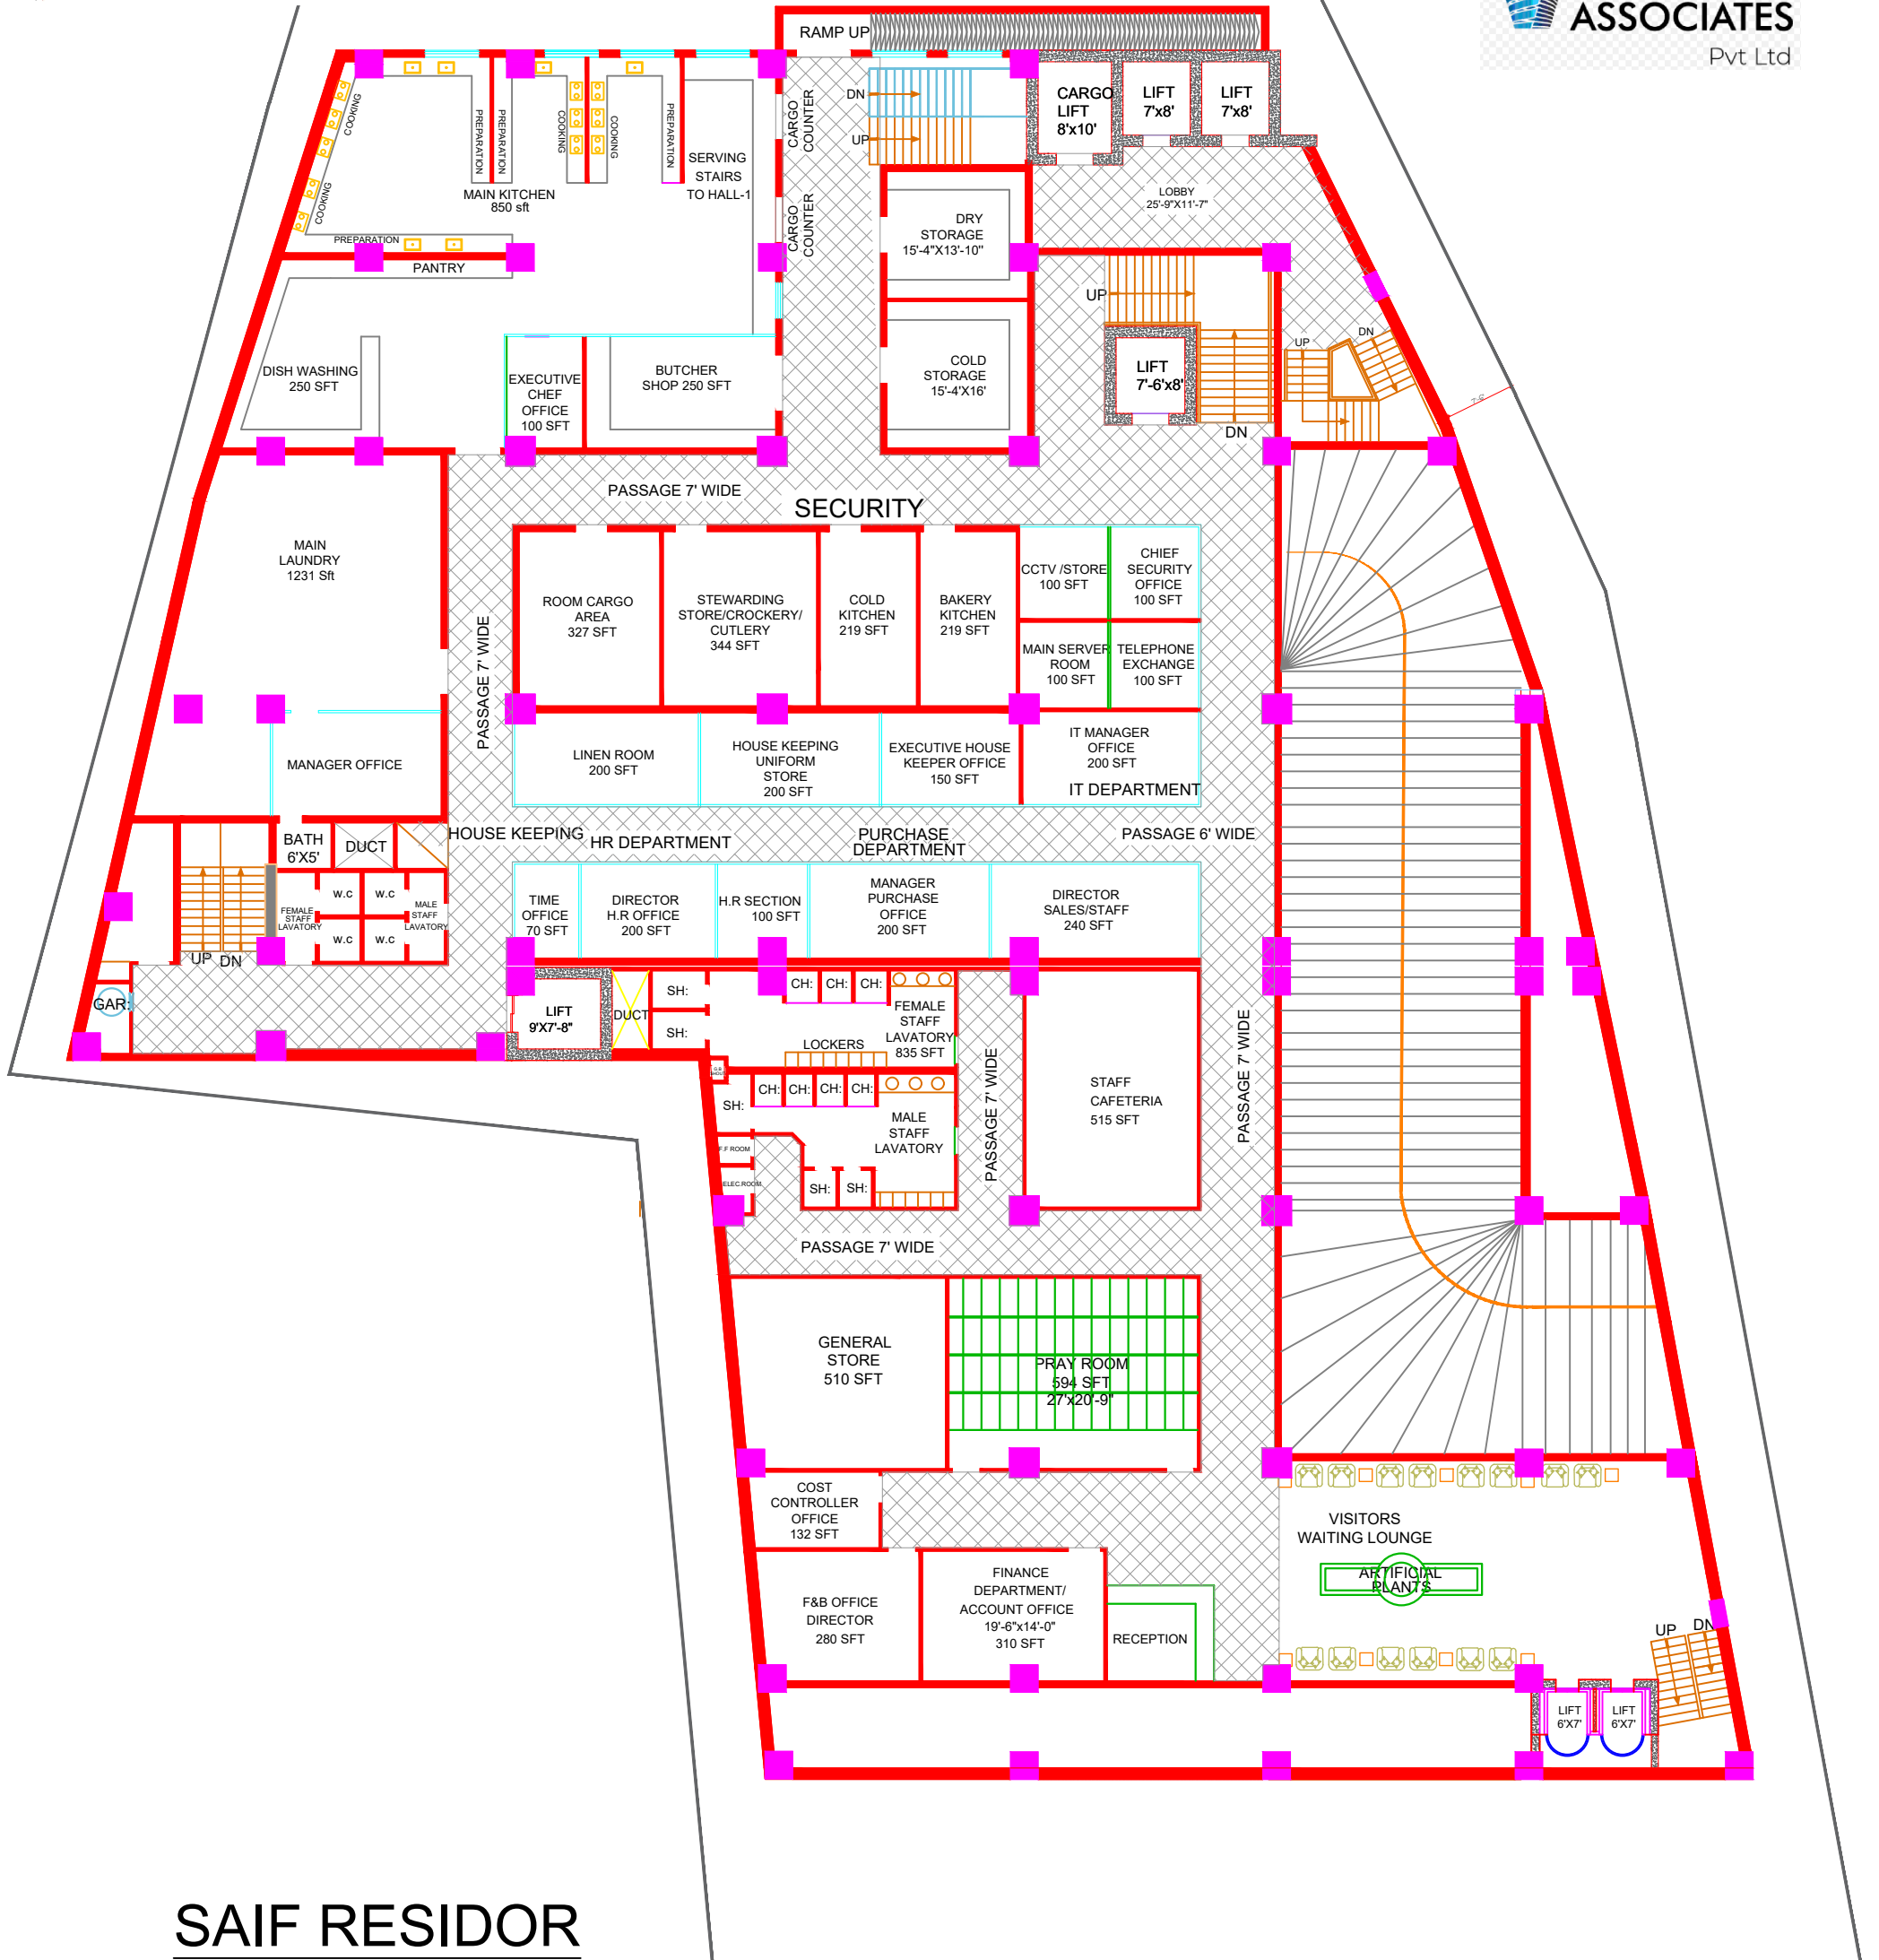 ASSOCIATES
Pvt Ltd
RAMP UP
COOKING
COOKING
PREPARATION
PREPARATION
COOKING
COOKING
PREPARATION
SERVING
STAIRS
TO HALL-1
MAIN KITCHEN
850 sft
PREPARATION
PANTRY
CARGO
COUNTER
CARGO
COUNTER
DN
UP
CARGO
LIFT
8'x10'
LIFT
7'x8'
LIFT
7'x8'
LOBBY
25'-9"X11'-7"
DRY
STORAGE
15'-4"X13'-10"
COLD
STORAGE
15'-4'X16'
UP
LIFT
7'-6'x8'
DN
UP
DN
DISH WASHING
250 SFT
EXECUTIVE
CHEF
OFFICE
100 SFT
BUTCHER
SHOP 250 SFT
PASSAGE 7' WIDE
SECURITY
MAIN
LAUNDRY
1231 Sft
PASSAGE 7' WIDE
ROOM CARGO
AREA
327 SFT
STEWARDING
STORE/CROCKERY/
CUTLERY
344 SFT
COLD
KITCHEN
219 SFT
BAKERY
KITCHEN
219 SFT
CCTV /STORE
100 SFT
CHIEF
SECURITY
OFFICE
100 SFT
MAIN SERVER
ROOM
100 SFT
TELEPHONE
EXCHANGE
100 SFT
MANAGER OFFICE
LINEN ROOM
200 SFT
HOUSE KEEPING
UNIFORM
STORE
200 SFT
EXECUTIVE HOUSE
KEEPER OFFICE
150 SFT
IT MANAGER
OFFICE
200 SFT
IT DEPARTMENT
HOUSE KEEPING
HR DEPARTMENT
PURCHASE
DEPARTMENT
PASSAGE 6' WIDE
BATH
6'X5'
DUCT
FEMALE
STAFF
LAVATORY
W.C
W.C
W.C
W.C
MALE
STAFF
LAVATORY
UP
DN
GAR:
TIME
OFFICE
70 SFT
DIRECTOR
H.R OFFICE
200 SFT
H.R SECTION
100 SFT
MANAGER
PURCHASE
OFFICE
200 SFT
DIRECTOR
SALES/STAFF
240 SFT
LIFT
9'X7'-8"
DUCT
SH:
SH:
CH:
CH:
CH:
FEMALE
STAFF
LAVATORY
835 SFT
LOCKERS
SH:
CH:
CH:
CH:
CH:
MALE
STAFF
LAVATORY
F.F ROOM
ELEC.ROOM
SH:
SH:
PASSAGE 7' WIDE
STAFF
CAFETERIA
515 SFT
PASSAGE 7' WIDE
PASSAGE 7' WIDE
GENERAL
STORE
510 SFT
PRAY ROOM
594 SFT
27'x20'-9"
COST
CONTROLLER
OFFICE
132 SFT
F&B OFFICE
DIRECTOR
280 SFT
FINANCE
DEPARTMENT/
ACCOUNT OFFICE
19'-6"x14'-0"
310 SFT
RECEPTION
VISITORS
WAITING LOUNGE
ARTIFICIAL
PLANTS
UP
DN
LIFT
6'X7'
LIFT
6'X7'
SAIF RESIDOR